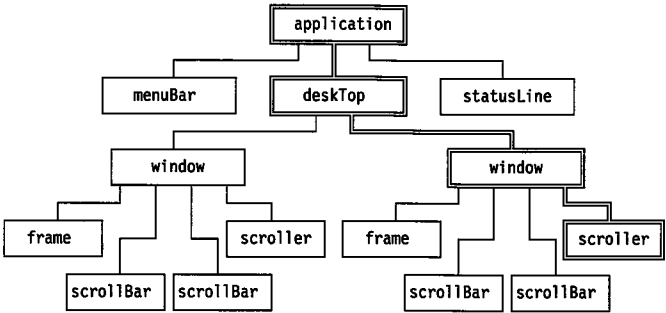 application
menuBar
deskTop
statusLine
window
window
frame
scroller
frame
scroller
scrollBar
scrollBar
scrollBar
scrollBar